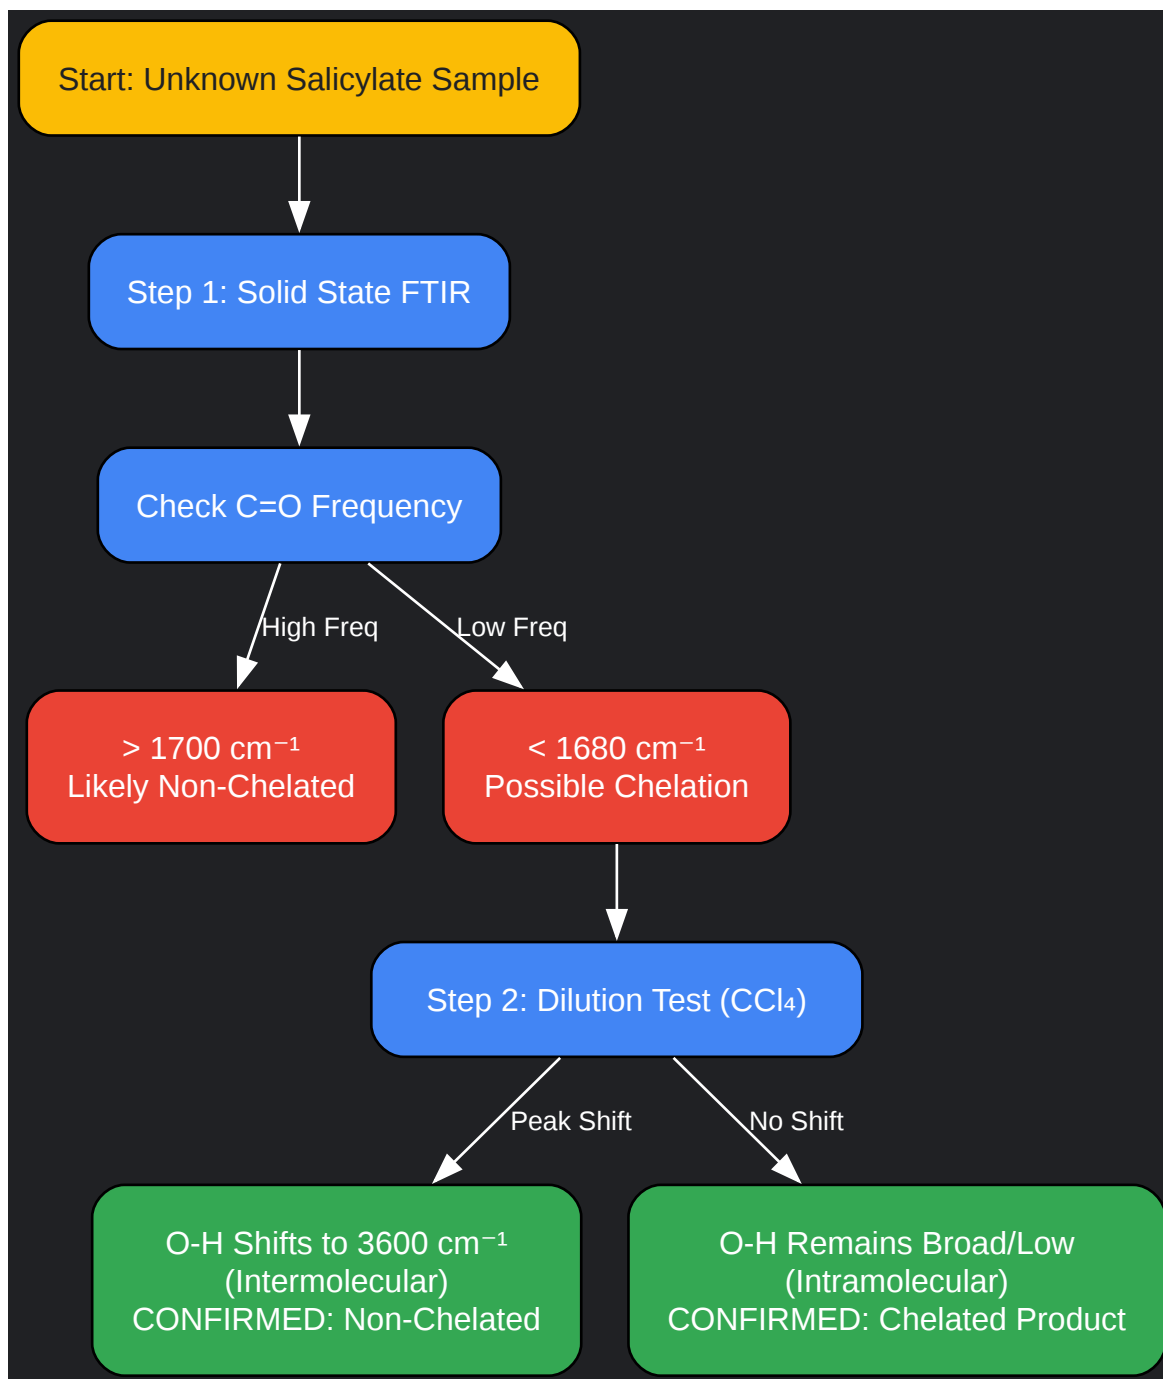 Start: Unknown Salicylate Sample
Step 1: Solid State FTIR
Check C=O Frequency
High Freq
Low Freq
> 1700 cm⁻¹
Likely Non-Chelated
< 1680 cm⁻¹
Possible Chelation
Step 2: Dilution Test (CCl₄)
Peak Shift
No Shift
O-H Shifts to 3600 cm⁻¹
(Intermolecular)
CONFIRMED: Non-Chelated
O-H Remains Broad/Low
(Intramolecular)
CONFIRMED: Chelated Product